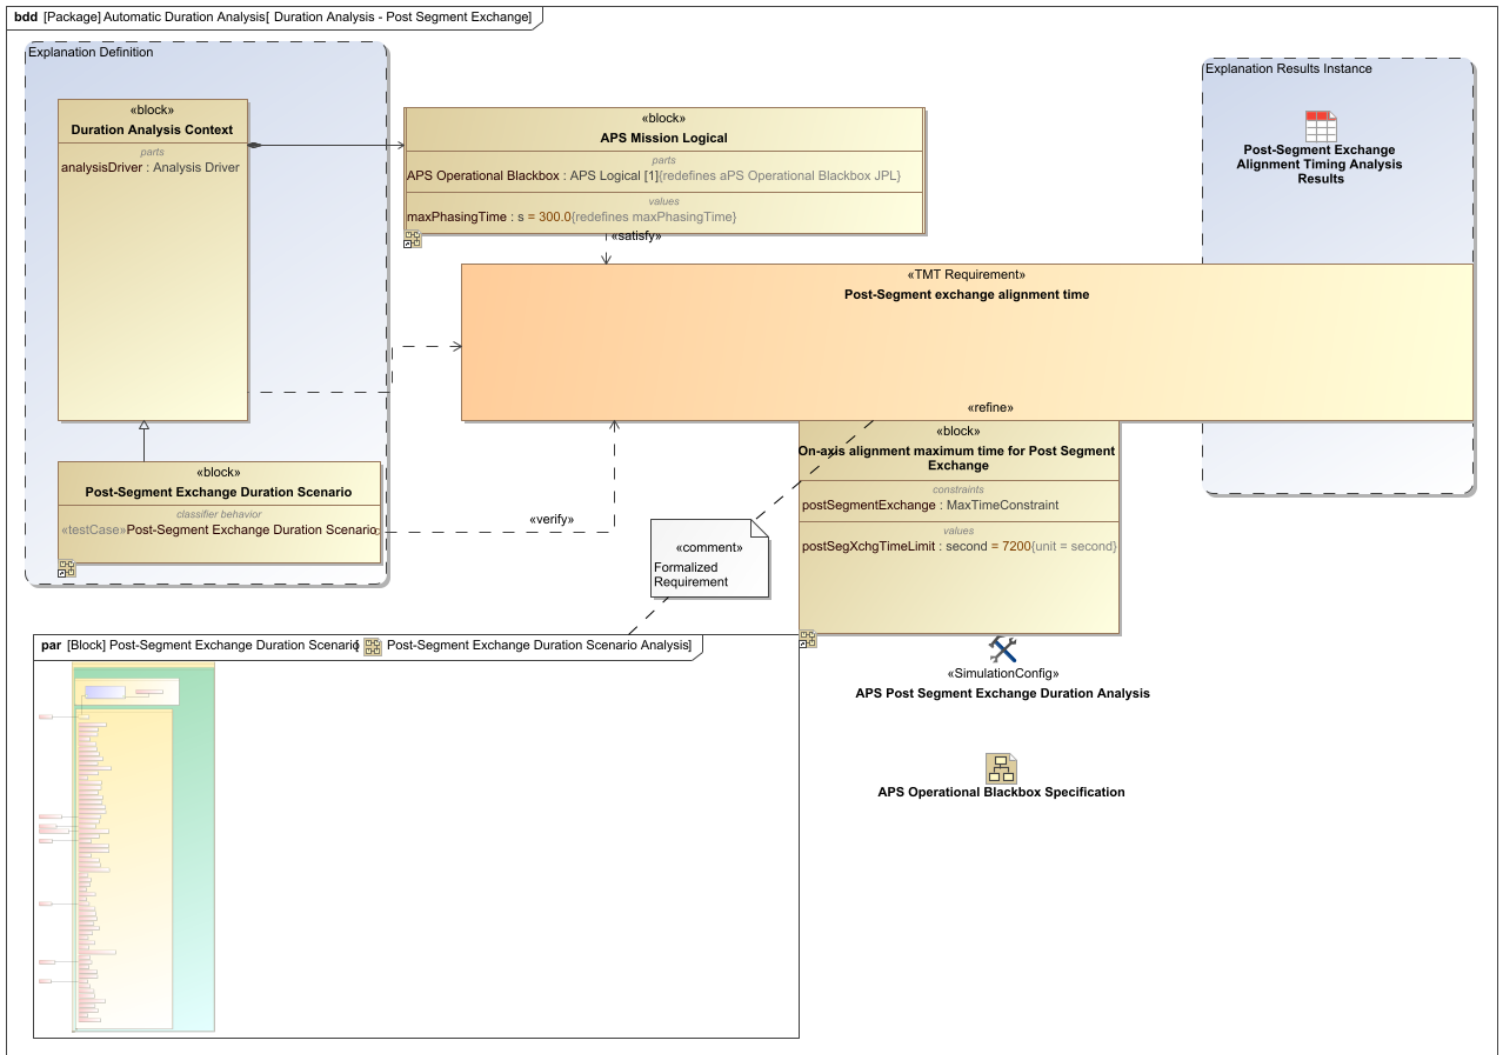 bdd [Package] Automatic Duration Analysis[ Duration Analysis - Post Segment Exchange]
Explanation Definition
«block»
Duration Analysis Context
parts
analysisDriver : Analysis Driver
«block»
APS Mission Logical
parts
APS Operational Blackbox : APS Logical [1]{redefines aPS Operational Blackbox JPL}
values
maxPhasingTime : s = 300.0{redefines maxPhasingTime}
«satisfy»
Explanation Results Instance
Post-Segment Exchange
Alignment Timing Analysis
Results
«TMT Requirement»
Post-Segment exchange alignment time
«refine»
«block»
Post-Segment Exchange Duration Scenario
classifier behavior
«testCase»Post-Segment Exchange Duration Scenario
«verify»
«block»
On-axis alignment maximum time for Post Segment
Exchange
constraints
postSegmentExchange : MaxTimeConstraint
values
postSegXchgTimeLimit : second = 7200{unit = second}
«comment»
Formalized
Requirement
par [Block] Post-Segment Exchange Duration Scenario[ Post-Segment Exchange Duration Scenario Analysis]
«SimulationConfig»
APS Post Segment Exchange Duration Analysis
APS Operational Blackbox Specification